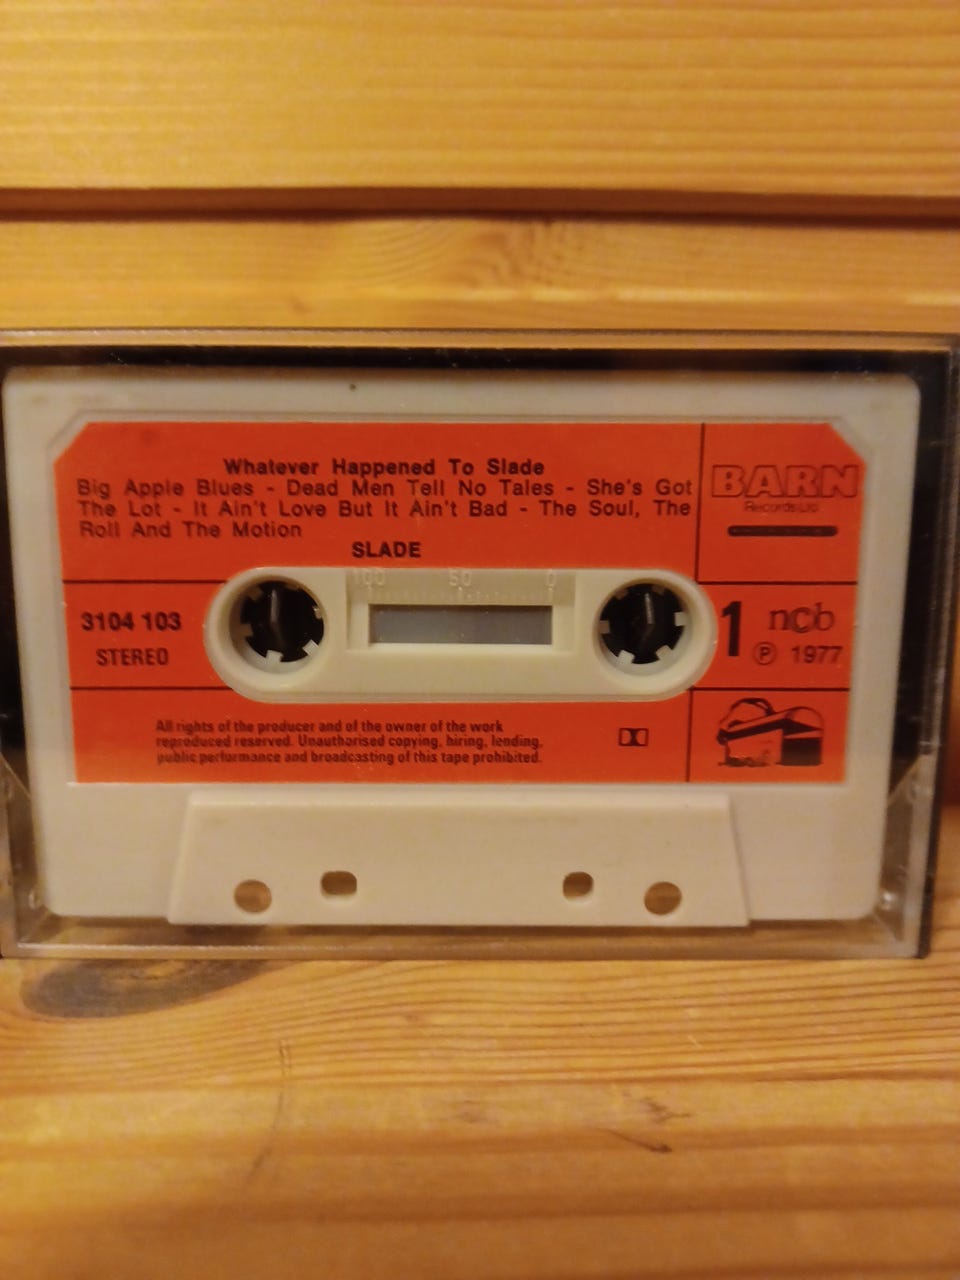 Whatever Happened To Slade
Big Apple Blues - Dead Men Tell No Tales - She's Got
The Lot - It Ain't Love But It Ain't Bad - The Soul, The
Roll And The Motion
SLADE
BARN
Records Ltd
100 50 0
3104 103
STEREO
1 ncb
℗ 1977
All rights of the producer and of the owner of the work
reproduced reserved. Unauthorised copying, hiring, lending,
public performance and broadcasting of this tape prohibited.